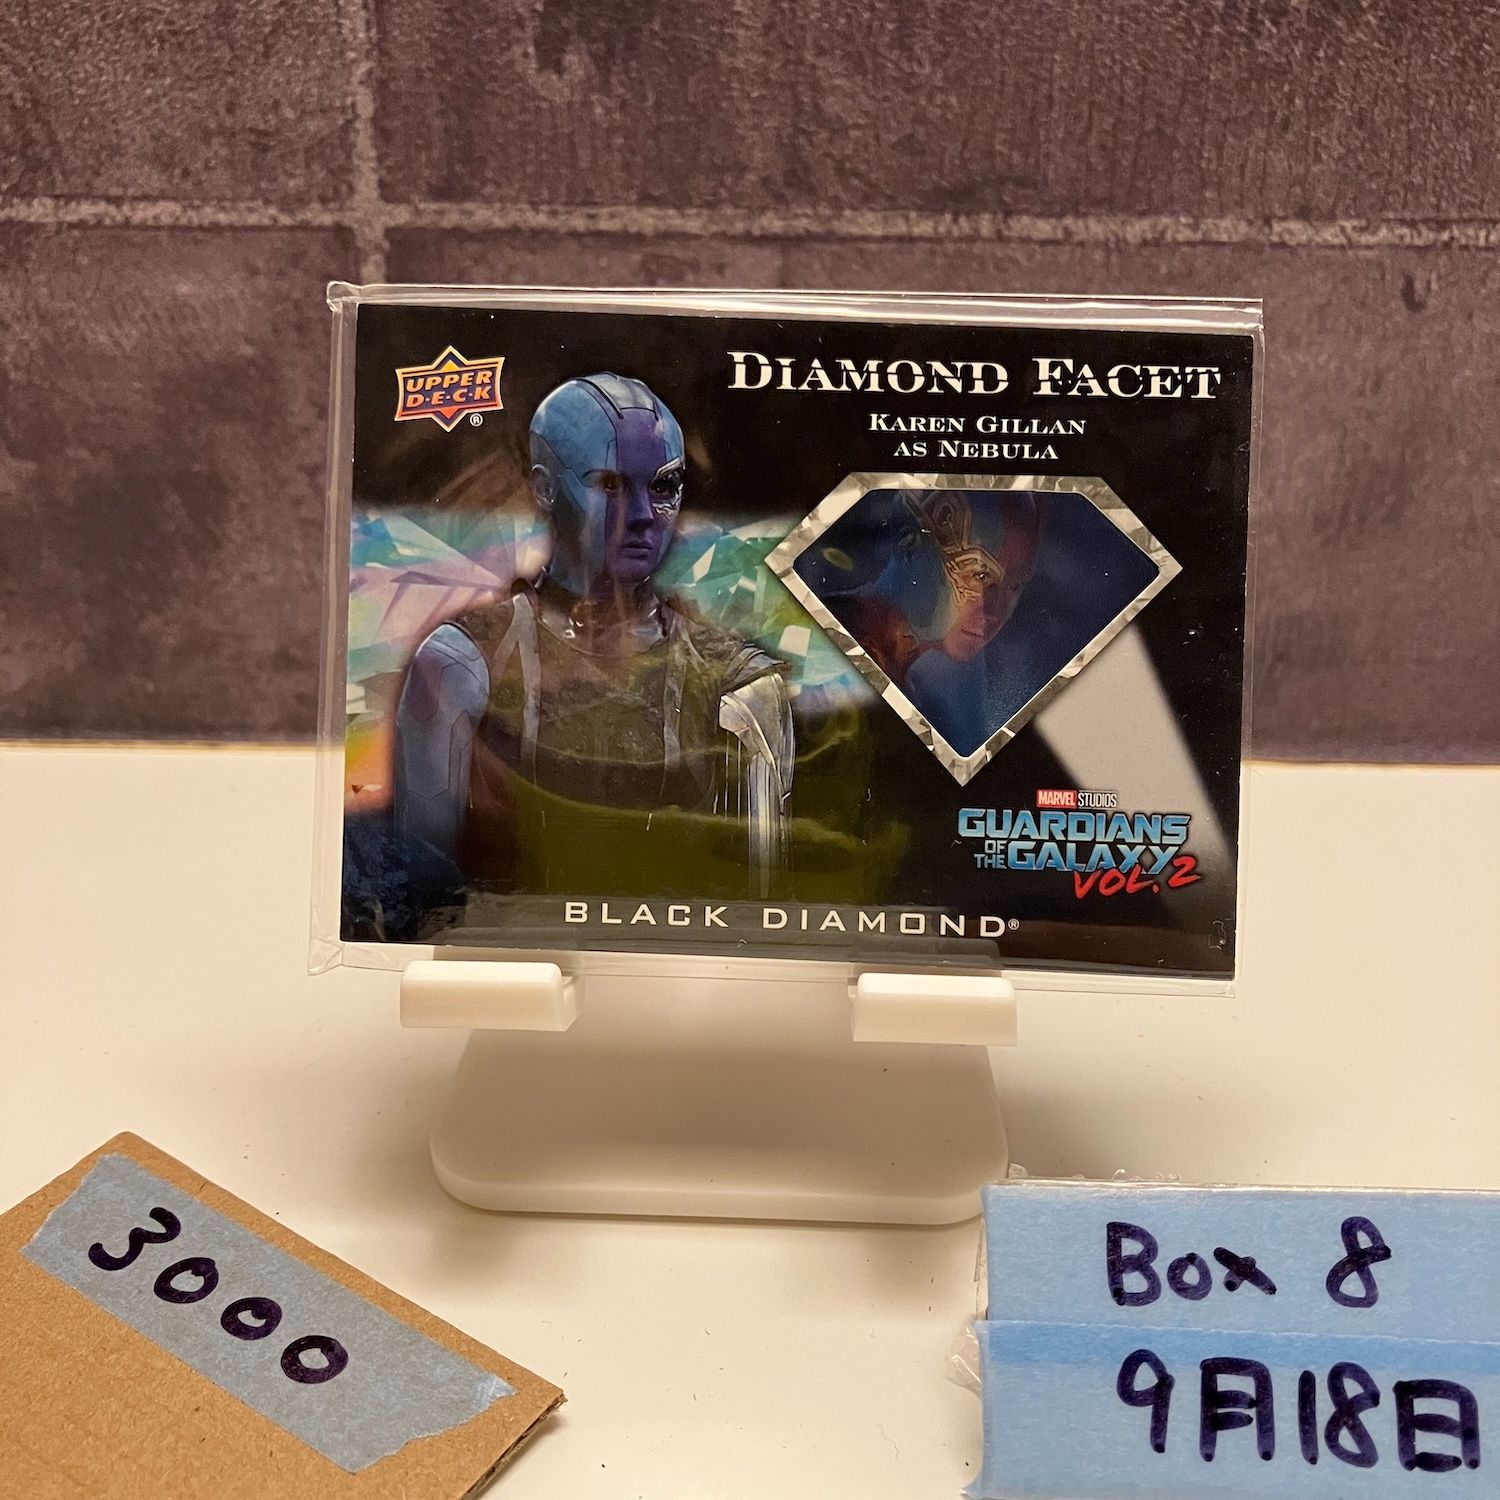 UPPER
D·E·C·K
®
DIAMOND FACET
KAREN GILLAN
AS NEBULA
MARVEL STUDIOS
GUARDIANS
OF THE GALAXY
VOL. 2
BLACK DIAMOND®
3000
Box 8
9月18日